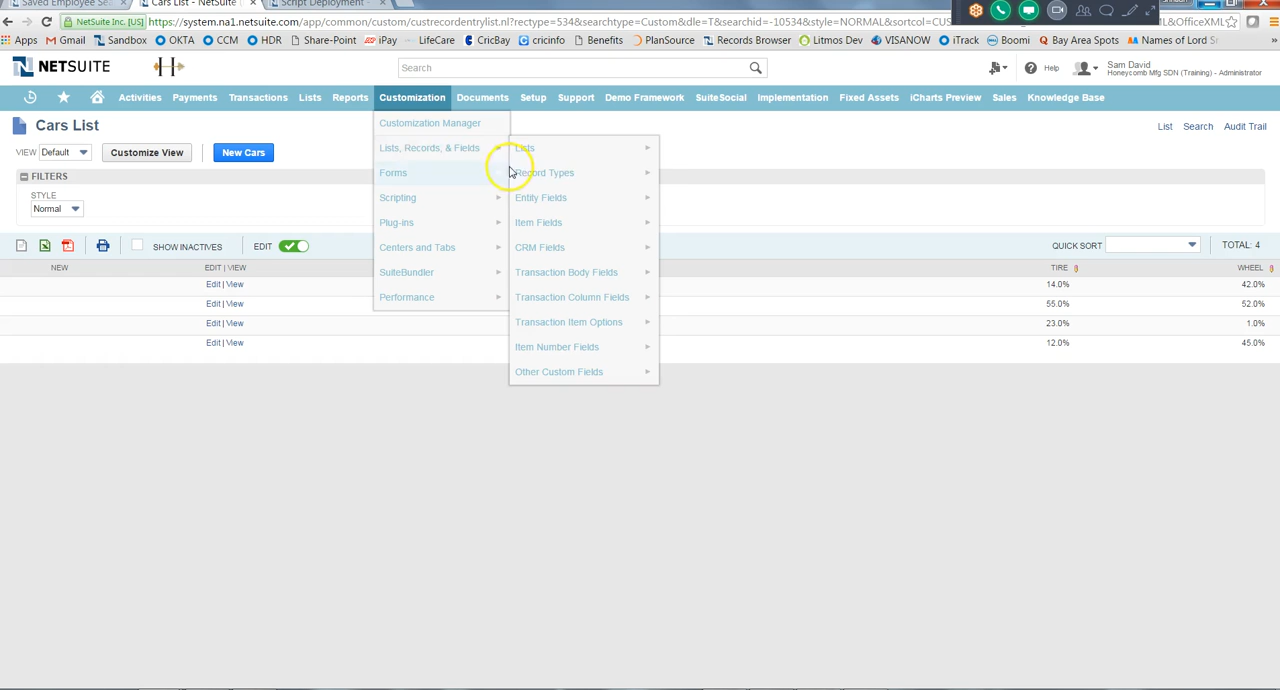 Saved Employee Sea
Cars List - NetSuite (
Script Deployment -
NetSuite Inc. [US]
https://system.na1.netsuite.com/app/common/custom/custrecordentrylist.nl?rectype=534&searchtype=Custom&dle=T&searchid=-10534&style=NORMAL&sortcol=CUS
&OfficeXML
Apps Gmail Sandbox OKTA CCM HDR Share-Point iPay LifeCare CricBay cricinfo Benefits Records Browser PlanSource Litmos Dev VISANOW iTrack Boomi Bay Area Spots Names of Lord S »
NETSUITE
Search
Help
Sam David
Honeycomb Mfg SDN (Training) - Administrator
Activities Payments Transactions Lists Reports Customization Documents Setup Support Demo Framework SuiteSocial Implementation Fixed Assets iCharts Preview Sales Knowledge Base
Cars List
List Search Audit Trail
VIEW Default Customize View New Cars
FILTERS
STYLE
Normal
Customization Manager
Lists, Records, & Fields
Forms
Scripting
Plug-ins
Centers and Tabs
SuiteBundler
Performance
Lists
Record Types
Entity Fields
Item Fields
CRM Fields
Transaction Body Fields
Transaction Column Fields
Transaction Item Options
Item Number Fields
Other Custom Fields
SHOW INACTIVES EDIT QUICK SORT TOTAL: 4
NEW EDIT | VIEW TIRE WHEEL
Edit | View 14.0% 42.0%
Edit | View 55.0% 52.0%
Edit | View 23.0% 1.0%
Edit | View 12.0% 45.0%